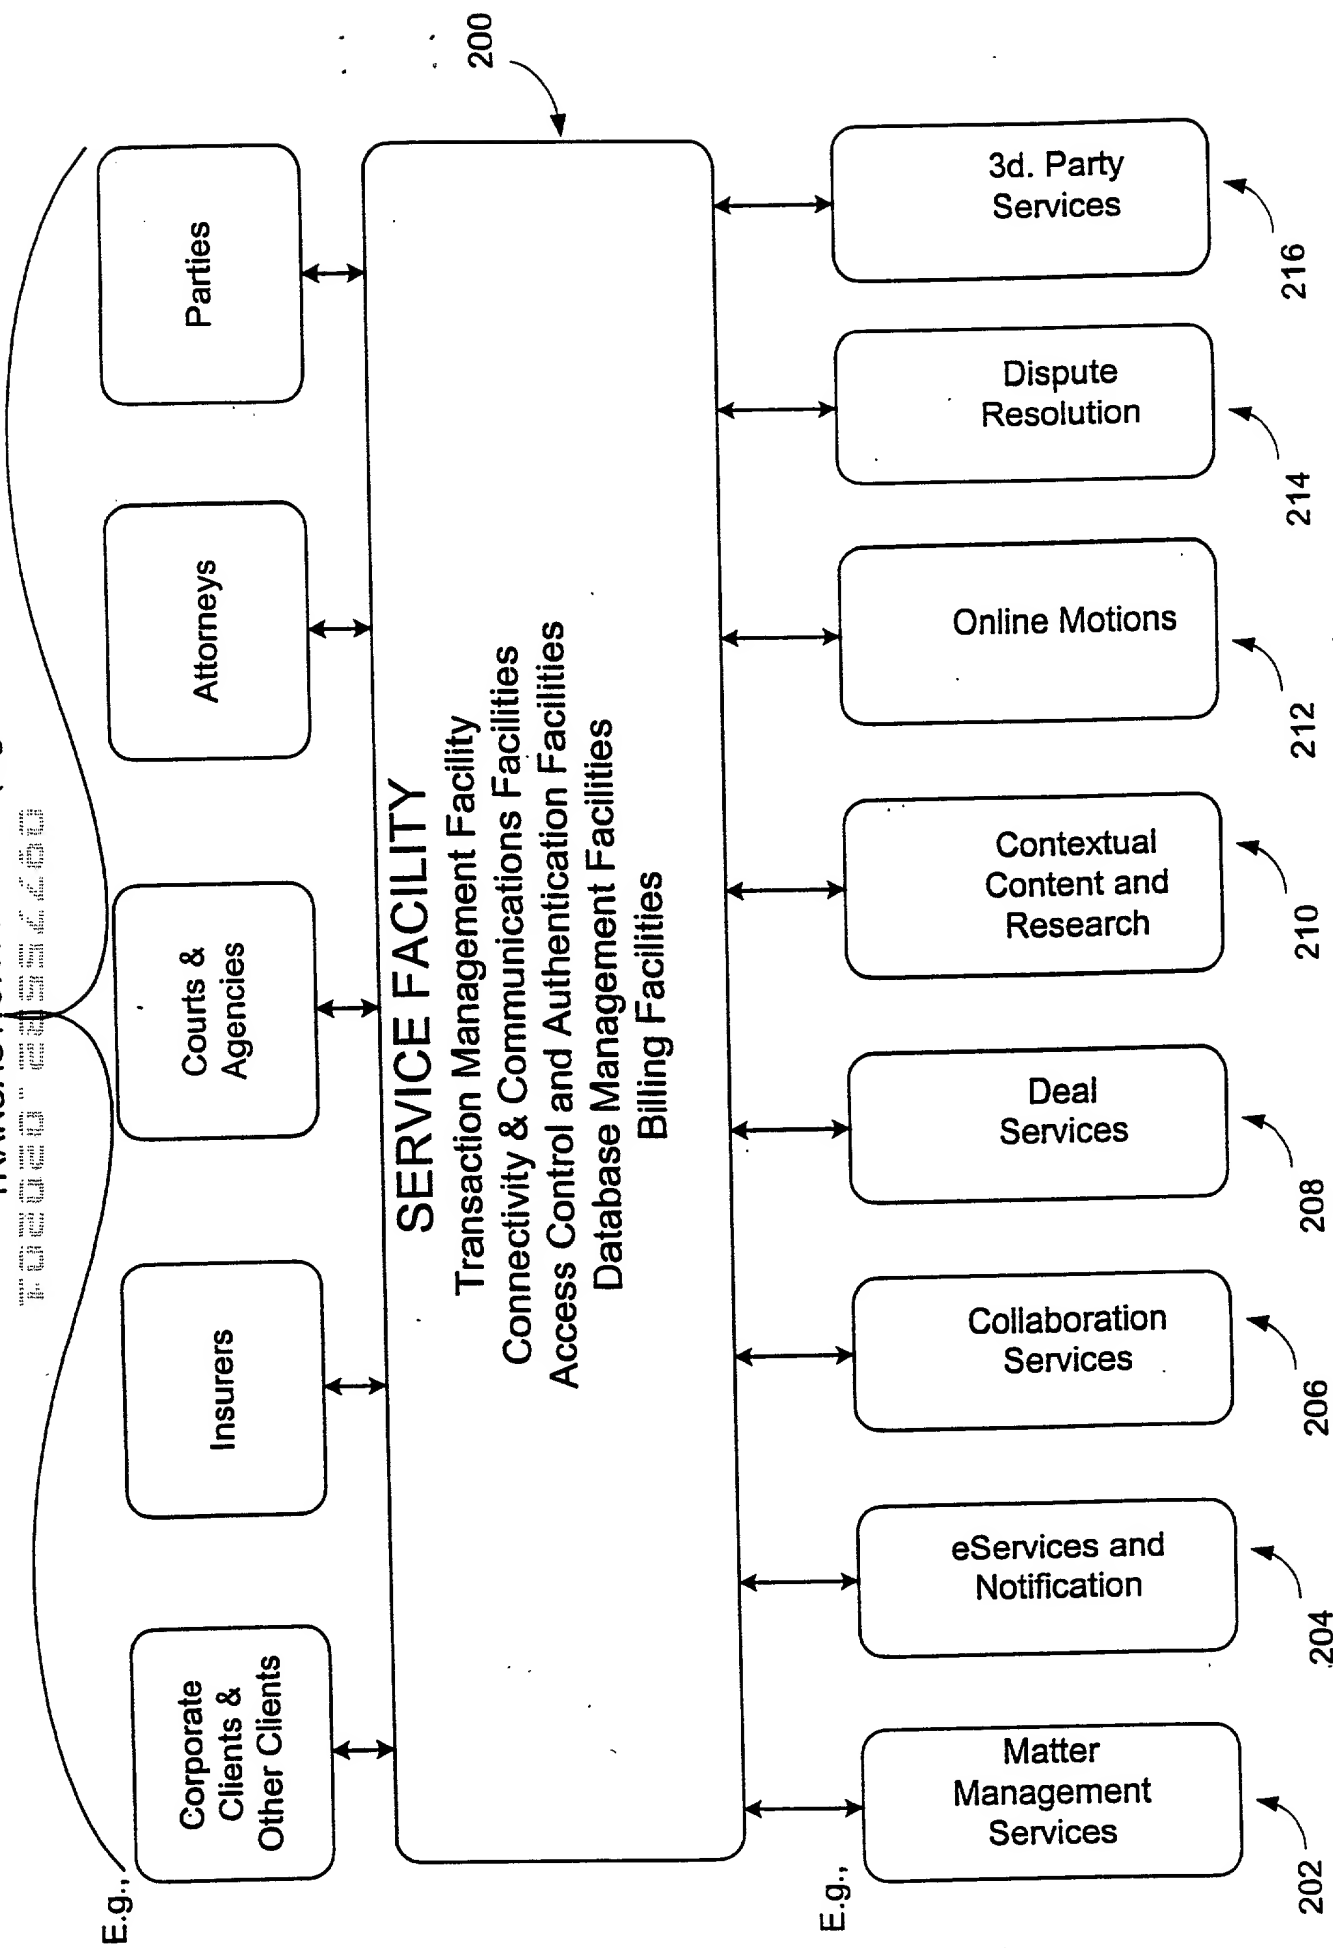 E.g.,
Corporate
Clients &
Other Clients
Insurers
Courts &
Agencies
Attorneys
Parties
200
SERVICE FACILITY
Transaction Management Facility
Connectivity & Communications Facilities
Access Control and Authentication Facilities
Database Management Facilities
Billing Facilities
E.g.,
Matter
Management
Services
eServices and
Notification
Collaboration
Services
Deal
Services
Contextual
Content and
Research
Online Motions
Dispute
Resolution
3d. Party
Services
202
204
206
208
210
212
214
216